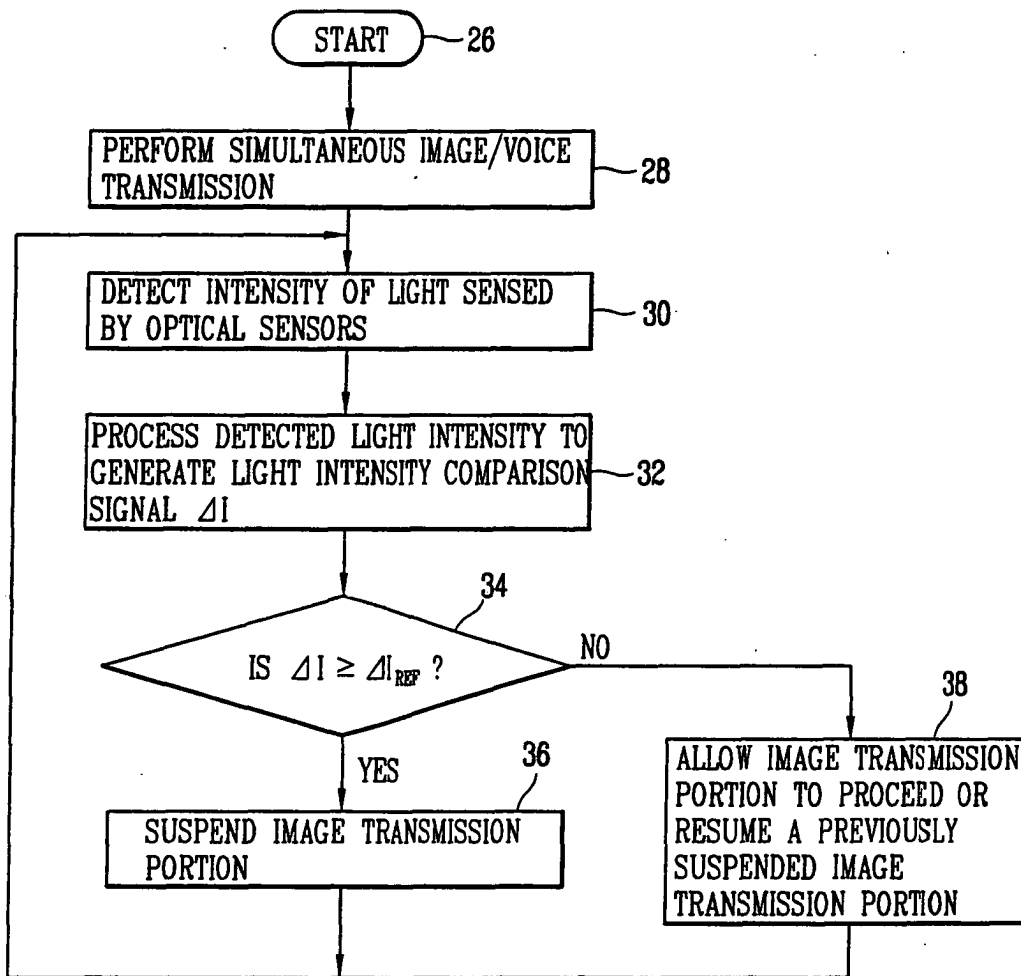 START
26
PERFORM SIMULTANEOUS IMAGE/VOICE
TRANSMISSION
28
DETECT INTENSITY OF LIGHT SENSED
BY OPTICAL SENSORS
30
PROCESS DETECTED LIGHT INTENSITY TO
GENERATE LIGHT INTENSITY COMPARISON
SIGNAL ΔI
32
34
IS ΔI ≥ ΔI_REF ?
NO
YES
36
SUSPEND IMAGE TRANSMISSION
PORTION
38
ALLOW IMAGE TRANSMISSION
PORTION TO PROCEED OR
RESUME A PREVIOUSLY
SUSPENDED IMAGE
TRANSMISSION PORTION